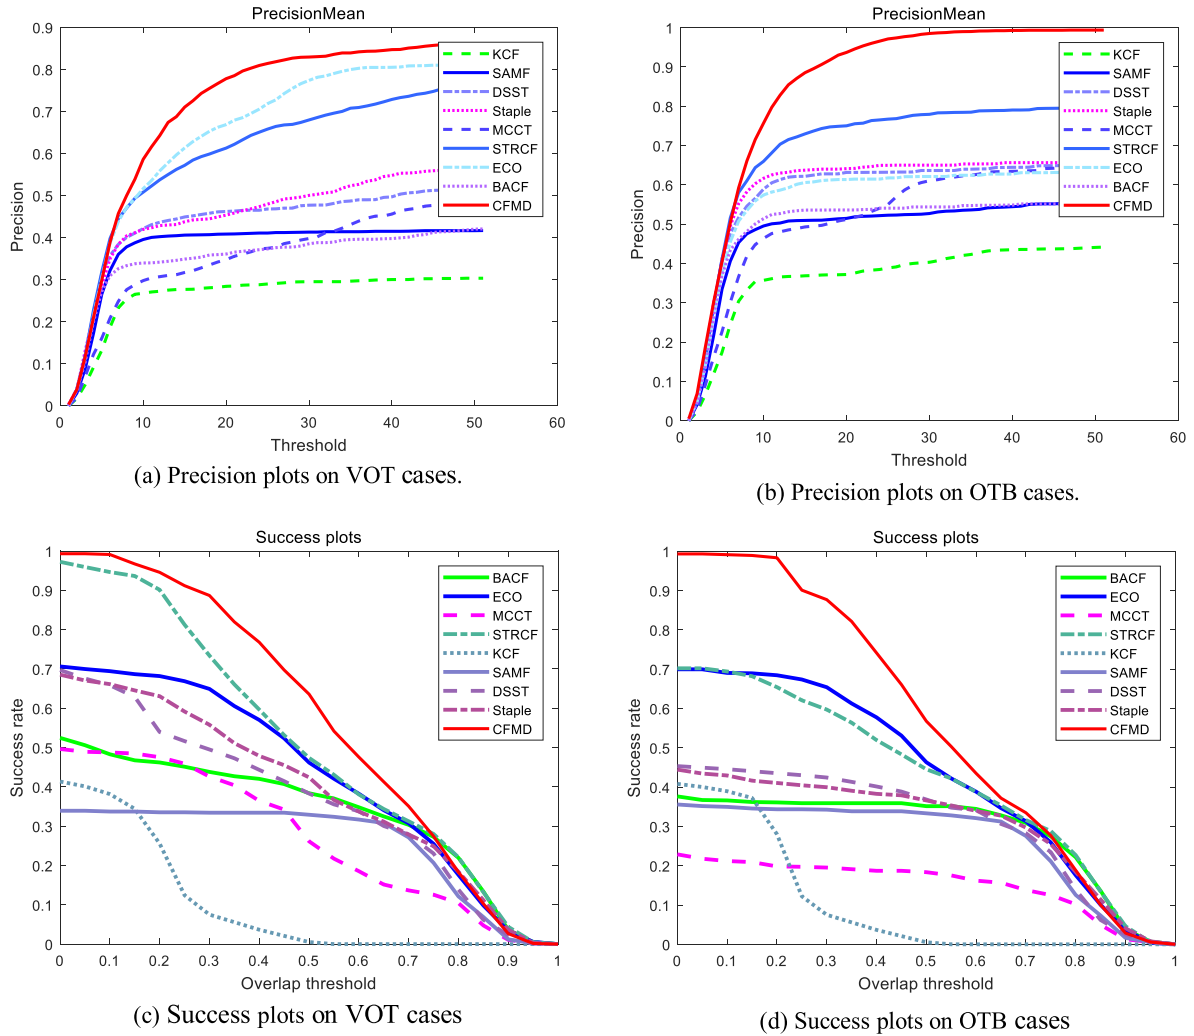 PrecisionMean
0.9
0.8
0.7
0.6
0.5
0.4
0.3
0.2
0.1
0
Precision
KCF
SAMF
DSST
Staple
MCCT
STRCF
ECO
BACF
CFMD
0 10 20 30 40 50 60
Threshold
(a) Precision plots on VOT cases.
PrecisionMean
1
0.9
0.8
0.7
0.6
0.5
0.4
0.3
0.2
0.1
0
Precision
KCF
SAMF
DSST
Staple
MCCT
STRCF
ECO
BACF
CFMD
0 10 20 30 40 50 60
Threshold
(b) Precision plots on OTB cases.
Success plots
1
0.9
0.8
0.7
0.6
0.5
0.4
0.3
0.2
0.1
0
Success rate
BACF
ECO
MCCT
STRCF
KCF
SAMF
DSST
Staple
CFMD
0 0.1 0.2 0.3 0.4 0.5 0.6 0.7 0.8 0.9 1
Overlap threshold
(c) Success plots on VOT cases
Success plots
1
0.9
0.8
0.7
0.6
0.5
0.4
0.3
0.2
0.1
0
Success rate
BACF
ECO
MCCT
STRCF
KCF
SAMF
DSST
Staple
CFMD
0 0.1 0.2 0.3 0.4 0.5 0.6 0.7 0.8 0.9 1
Overlap threshold
(d) Success plots on OTB cases